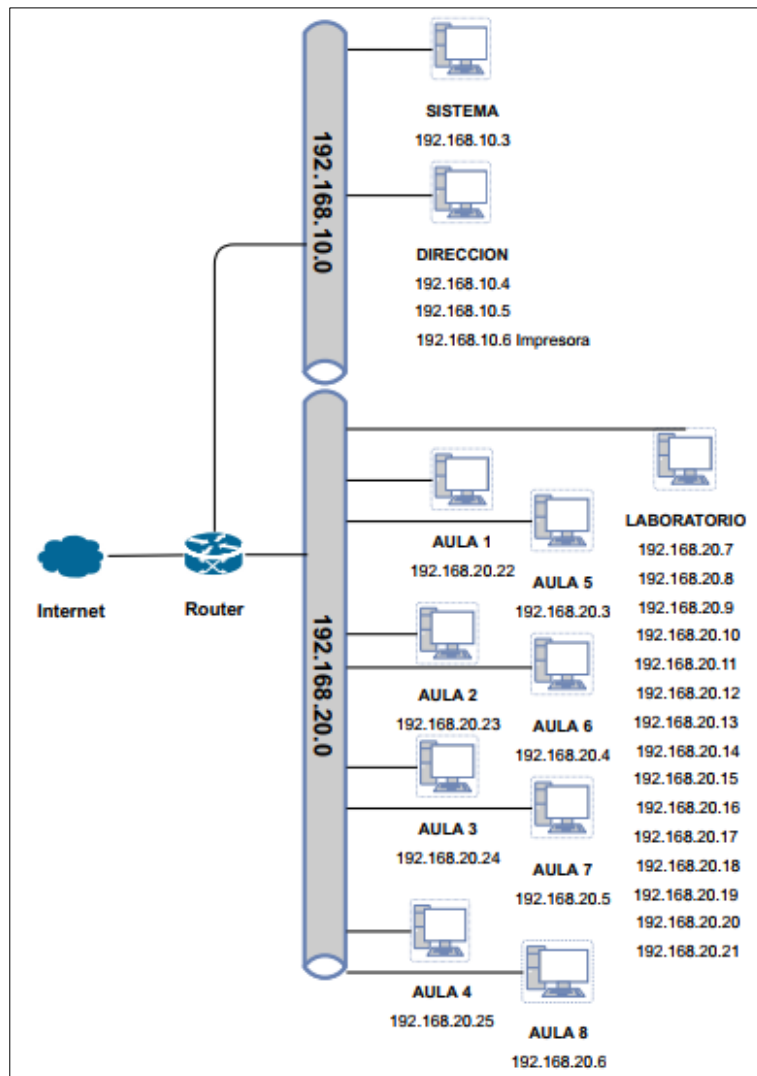 192.168.10.0
SISTEMA
192.168.10.3
DIRECCION
192.168.10.4
192.168.10.5
192.168.10.6 Impresora
Internet
Router
192.168.20.0
AULA 1
192.168.20.22
AULA 5
192.168.20.3
AULA 2
192.168.20.23
AULA 6
192.168.20.4
AULA 3
192.168.20.24
AULA 7
192.168.20.5
AULA 4
192.168.20.25
AULA 8
192.168.20.6
LABORATORIO
192.168.20.7
192.168.20.8
192.168.20.9
192.168.20.10
192.168.20.11
192.168.20.12
192.168.20.13
192.168.20.14
192.168.20.15
192.168.20.16
192.168.20.17
192.168.20.18
192.168.20.19
192.168.20.20
192.168.20.21